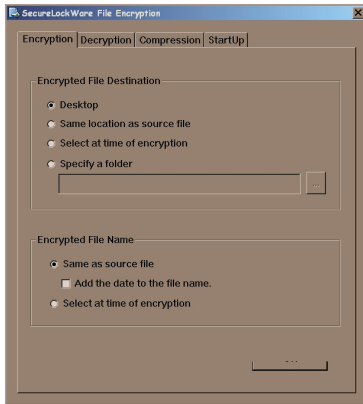 SecureLockWare File Encryption
Encryption Decryption Compression StartUp
Encrypted File Destination
Desktop
Same location as source file
Select at time of encryption
Specify a folder
...
Encrypted File Name
Same as source file
Add the date to the file name.
Select at time of encryption